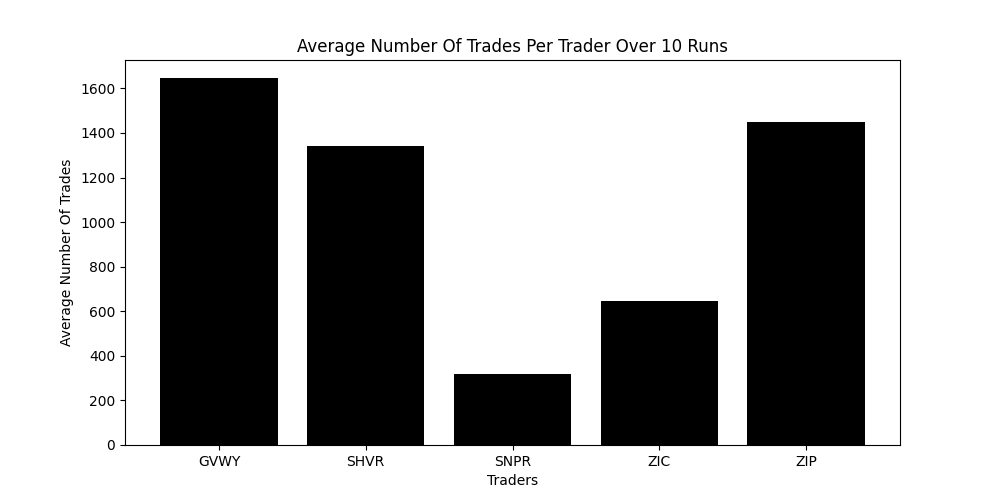 Average Number Of Trades Per Trader Over 10 Runs
Average Number Of Trades
1600
1400
1200
1000
800
600
400
200
0
GVWY SHVR SNPR ZIC ZIP
Traders